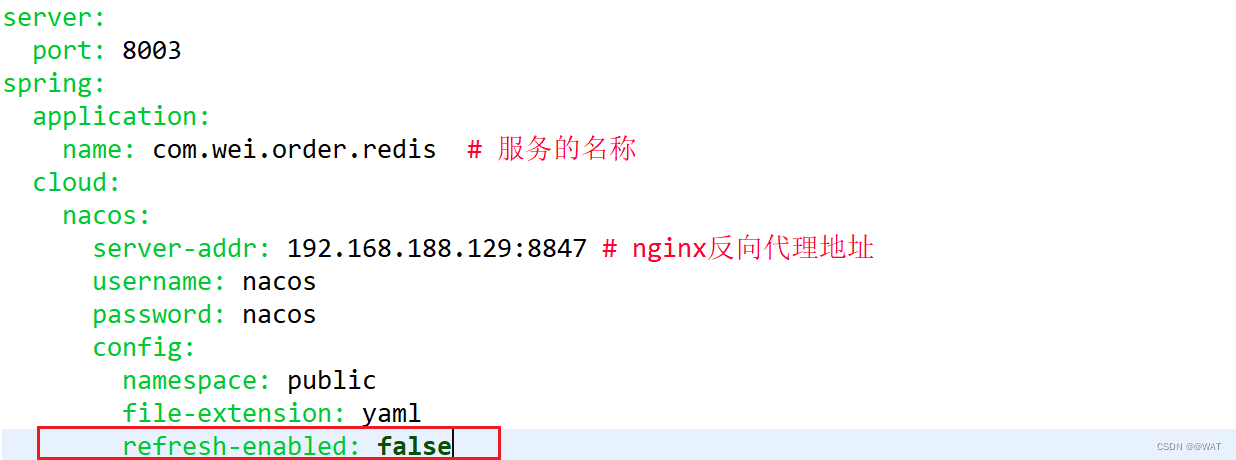 server:
  port: 8003
spring:
  application:
    name: com.wei.order.redis  # 服务的名称
  cloud:
    nacos:
      server-addr: 192.168.188.129:8847 # nginx反向代理地址
      username: nacos
      password: nacos
      config:
        namespace: public
        file-extension: yaml
        refresh-enabled: false
CSDN @@WAT